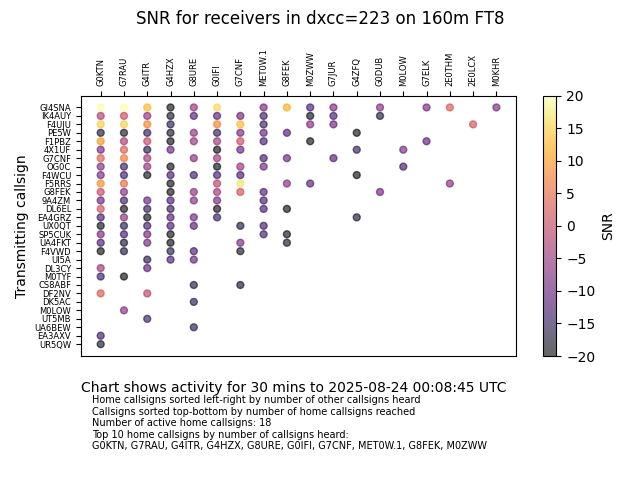 SNR for receivers in dxcc=223 on 160m FT8
G0KTN G7RAU G4ITR G4HZX G8URE G0IFI G7CNF MET0W.1 G8FEK M0ZWW G7JUR G4ZFQ G0DUB M0LOW G7ELK 2E0THM 2E0LCX M0KHR
Transmitting callsign
GI4SNA
IK4AUY
F4UJU
PE5W
F1PBZ
4X1UF
G7CNF
OG0C
F4WCU
F5RRS
G8FEK
9A4ZM
DL6EL
EA4GRZ
UX0QT
SP5CUK
UA4FKT
F4VWD
UI5A
DL3CY
M0TYF
CS8ABF
DF2NV
DK5AC
M0LOW
UT5MB
UA6BEW
EA3AXV
UR5QW
20
15
10
5
0
−5
−10
−15
−20
SNR
Chart shows activity for 30 mins to 2025-08-24 00:08:45 UTC
Home callsigns sorted left-right by number of other callsigns heard
Callsigns sorted top-bottom by number of home callsigns reached
Number of active home callsigns: 18
Top 10 home callsigns by number of callsigns heard:
G0KTN, G7RAU, G4ITR, G4HZX, G8URE, G0IFI, G7CNF, MET0W.1, G8FEK, M0ZWW